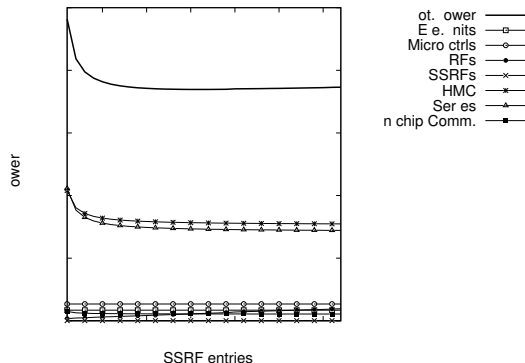 ot. ower
E e. nits
Micro ctrls
RFs
SSRFs
HMC
Ser es
n chip Comm.
ower
SSRF entries